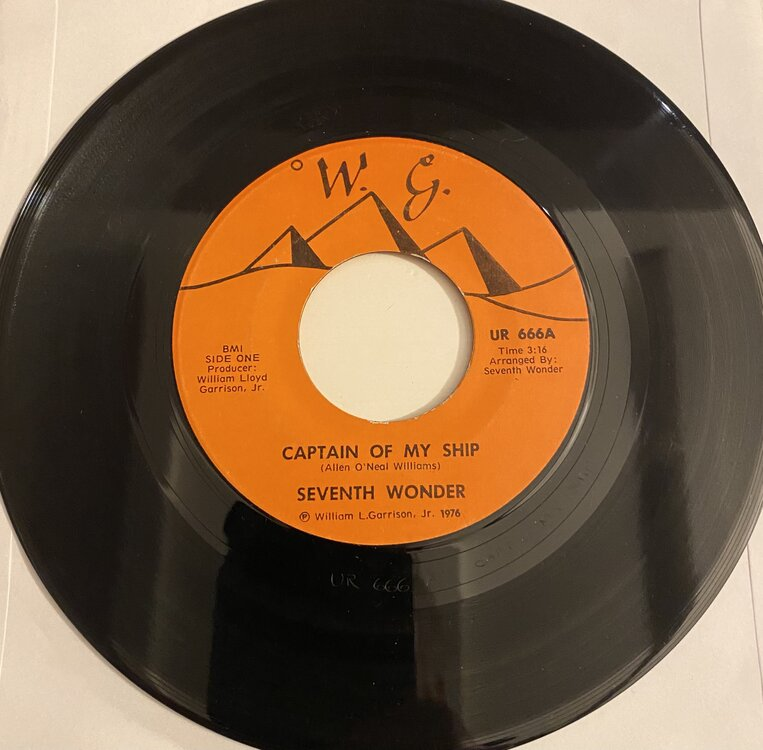 W. G.
UR 666A
BMI
SIDE ONE
Producer:
William Lloyd
Garrison, Jr.
Time 3:16
Arranged By:
Seventh Wonder
CAPTAIN OF MY SHIP
(Allen O'Neal Williams)
SEVENTH WONDER
Ⓟ William L.Garrison, Jr. 1976
UR 666